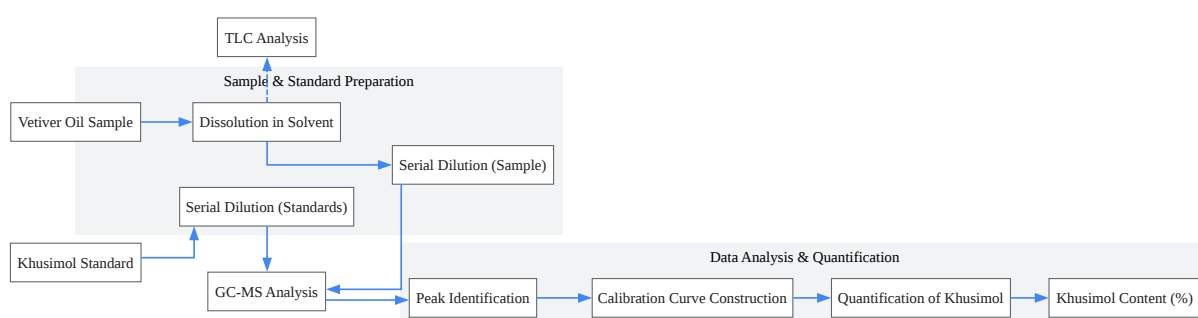 TLC Analysis
Sample & Standard Preparation
Vetiver Oil Sample
Dissolution in Solvent
Serial Dilution (Sample)
Serial Dilution (Standards)
Khusimol Standard
Data Analysis & Quantification
GC-MS Analysis
Peak Identification
Calibration Curve Construction
Quantification of Khusimol
Khusimol Content (%)